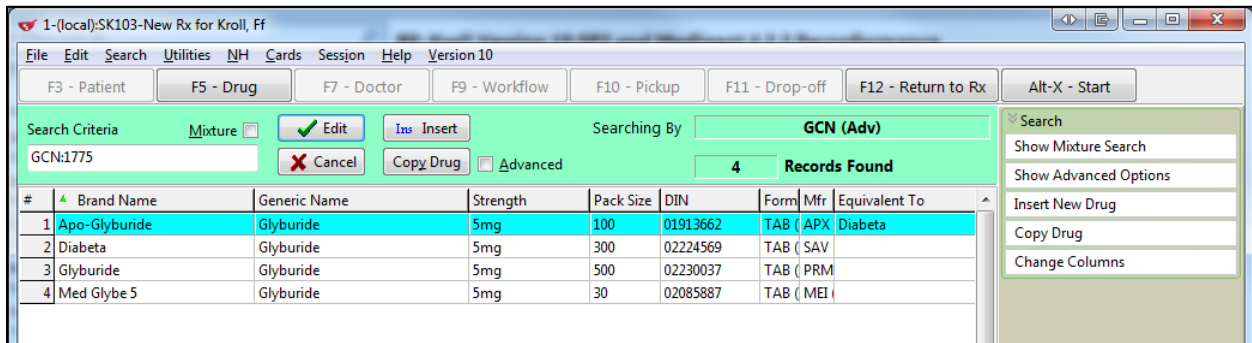 1-(local):SK103-New Rx for Kroll, Ff
File Edit Search Utilities NH Cards Session Help Version 10
F3 - Patient F5 - Drug F7 - Doctor F9 - Workflow F10 - Pickup F11 - Drop-off F12 - Return to Rx Alt-X - Start
Search Criteria Mixture Edit Ins Insert Searching By GCN (Adv)
GCN:1775 Cancel Copy Drug Advanced 4 Records Found
# Brand Name Generic Name Strength Pack Size DIN Form Mfr Equivalent To
1 Apo-Glyburide Glyburide 5mg 100 01913662 TAB ( APX Diabeta
2 Diabeta Glyburide 5mg 300 02224569 TAB ( SAV
3 Glyburide Glyburide 5mg 500 02230037 TAB ( PRM
4 Med Glybe 5 Glyburide 5mg 30 02085887 TAB ( MEI (
Search
Show Mixture Search
Show Advanced Options
Insert New Drug
Copy Drug
Change Columns